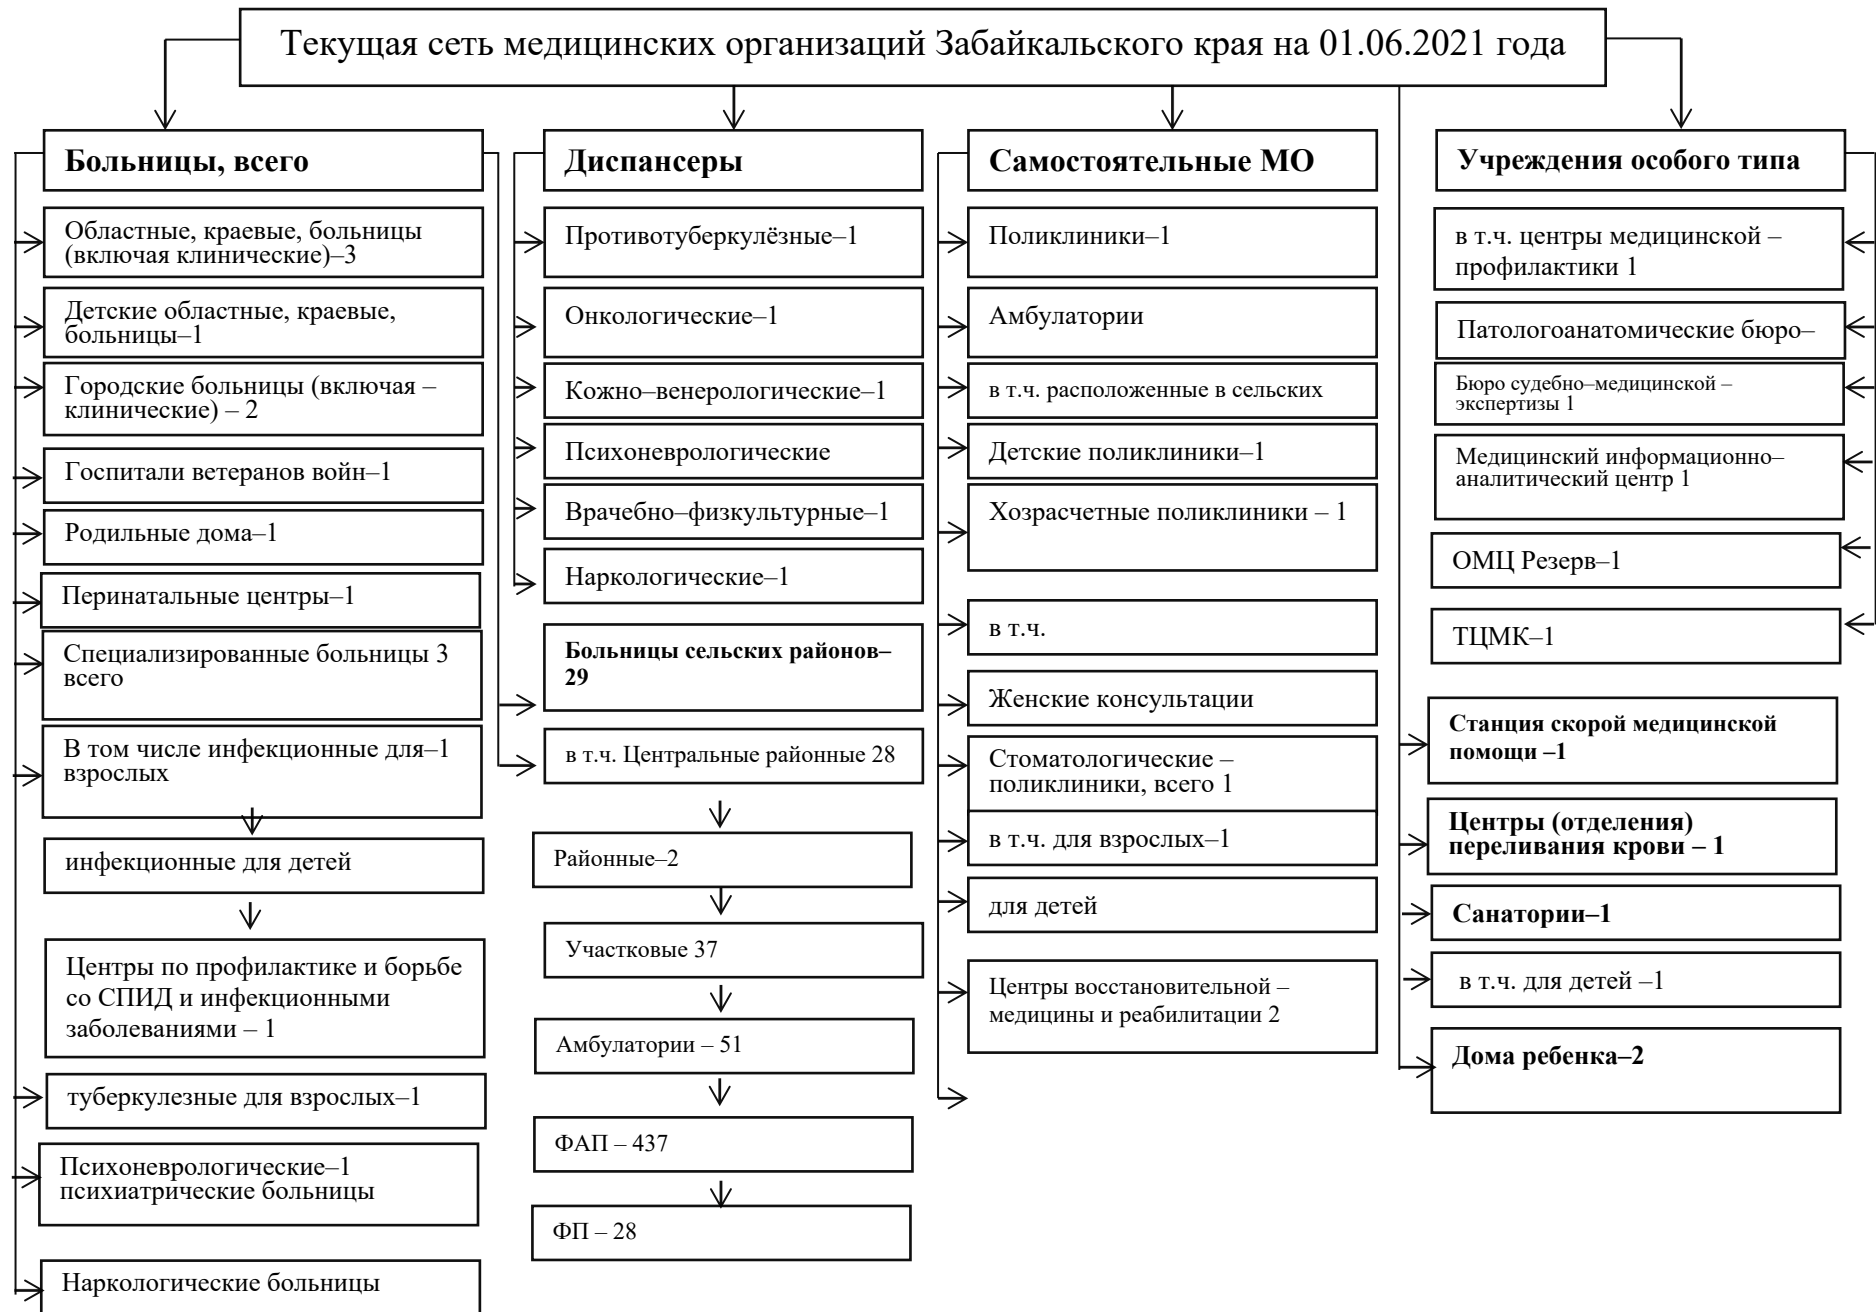 Текущая сеть медицинских организаций Забайкальского края на 01.06.2021 года
Больницы, всего
Областные, краевые, больницы
(включая клинические)–3
Детские областные, краевые,
больницы–1
Городские больницы (включая –
клинические) – 2
Госпитали ветеранов войн–1
Родильные дома–1
Перинатальные центры–1
Специализированные больницы 3
всего
В том числе инфекционные для–1
взрослых
инфекционные для детей
Центры по профилактике и борьбе
со СПИД и инфекционными
заболеваниями – 1
туберкулезные для взрослых–1
Психоневрологические–1
психиатрические больницы
Наркологические больницы
Диспансеры
Противотуберкулёзные–1
Онкологические–1
Кожно–венерологические–1
Психоневрологические
Врачебно–физкультурные–1
Наркологические–1
Больницы сельских районов–
29
в т.ч. Центральные районные 28
Районные–2
Участковые 37
Амбулатории – 51
ФАП – 437
ФП – 28
Самостоятельные МО
Поликлиники–1
Амбулатории
в т.ч. расположенные в сельских
Детские поликлиники–1
Хозрасчетные поликлиники – 1
в т.ч.
Женские консультации
Стоматологические –
поликлиники, всего 1
в т.ч. для взрослых–1
для детей
Центры восстановительной –
медицины и реабилитации 2
Учреждения особого типа
в т.ч. центры медицинской –
профилактики 1
Патологоанатомические бюро–
Бюро судебно–медицинской –
экспертизы 1
Медицинский информационно–
аналитический центр 1
ОМЦ Резерв–1
ТЦМК–1
Станция скорой медицинской
помощи –1
Центры (отделения)
переливания крови – 1
Санатории–1
в т.ч. для детей –1
Дома ребенка–2